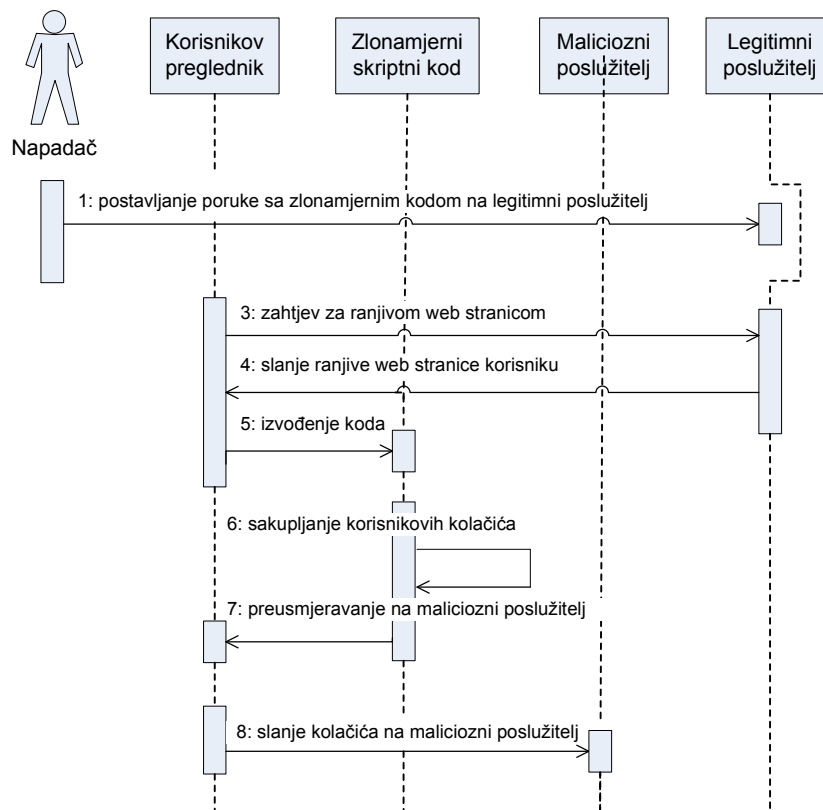 Korisnikov
preglednik
Zlonamjerni
skriptni kod
Maliciozni
poslužitelj
Legitimni
poslužitelj
Napadač
1: postavljanje poruke sa zlonamjernim kodom na legitimni poslužitelj
3: zahtjev za ranjivom web stranicom
4: slanje ranjive web stranice korisniku
5: izvođenje koda
6: sakupljanje korisnikovih kolačića
7: preusmjeravanje na maliciozni poslužitelj
8: slanje kolačića na maliciozni poslužitelj